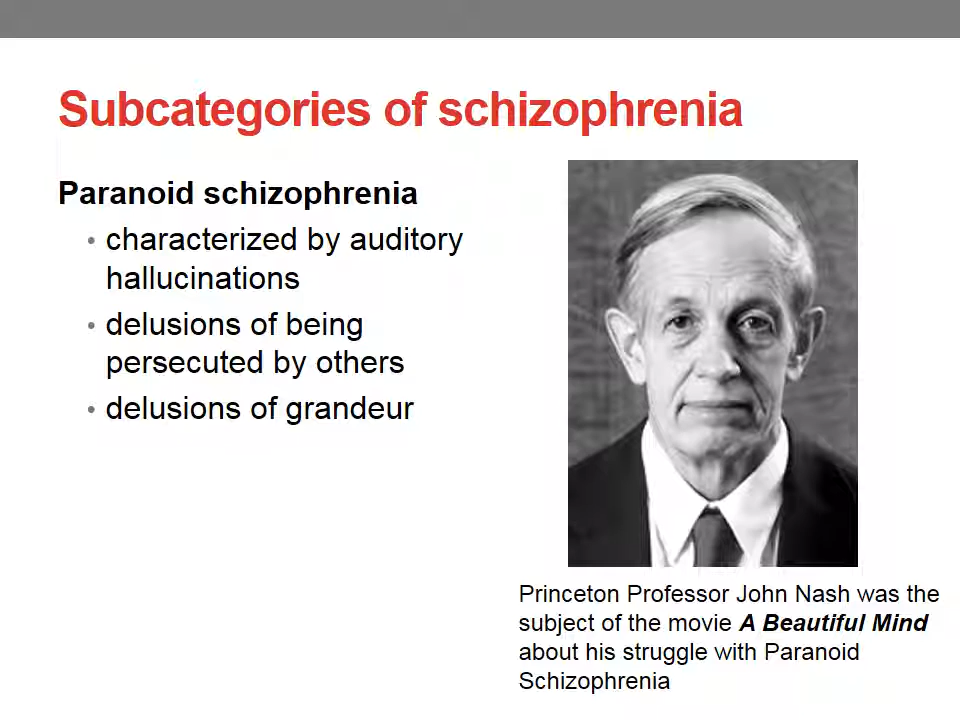 Subcategories of schizophrenia
Paranoid schizophrenia
• characterized by auditory
hallucinations
• delusions of being
persecuted by others
• delusions of grandeur
Princeton Professor John Nash was the
subject of the movie A Beautiful Mind
about his struggle with Paranoid
Schizophrenia